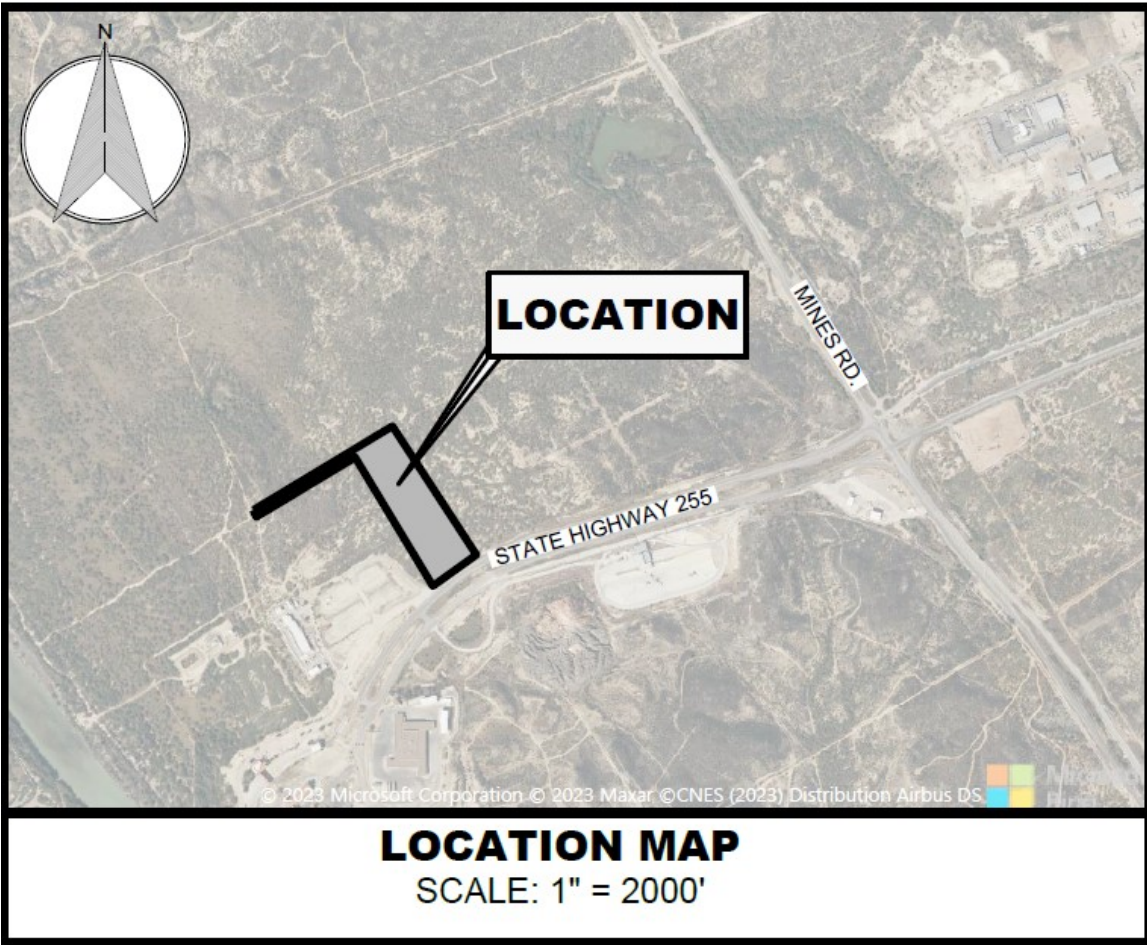 N
LOCATION
MINES RD.
STATE HIGHWAY 255
© 2023 Microsoft Corporation © 2023 Maxar ©CNES (2023) Distribution Airbus DS
LOCATION MAP
SCALE: 1" = 2000'